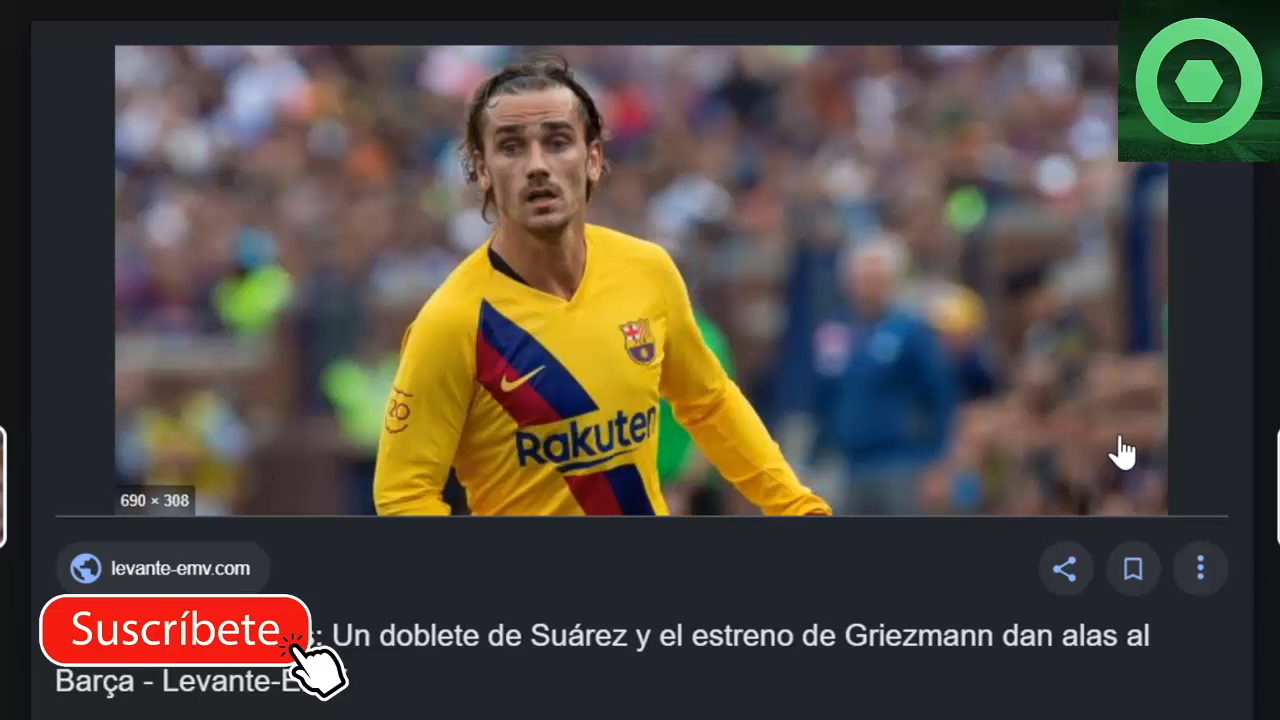 20
Rakuten
690 × 308
levante-emv.com
Suscríbete
: Un doblete de Suárez y el estreno de Griezmann dan alas al
Barça - Levante-E